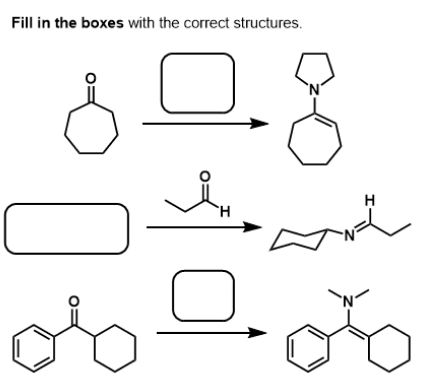 Fill in the boxes with the correct structures.
O
N
O
H
H
N
O
N